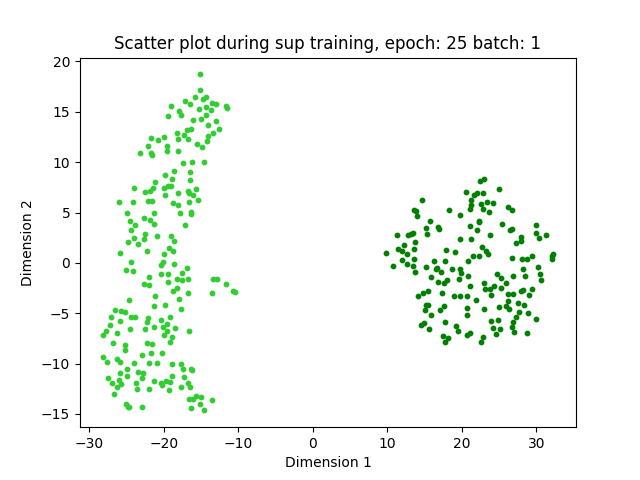 Scatter plot during sup training, epoch: 25 batch: 1
20
15
10
5
0
−5
−10
−15
Dimension 2
−30 −20 −10 0 10 20 30
Dimension 1